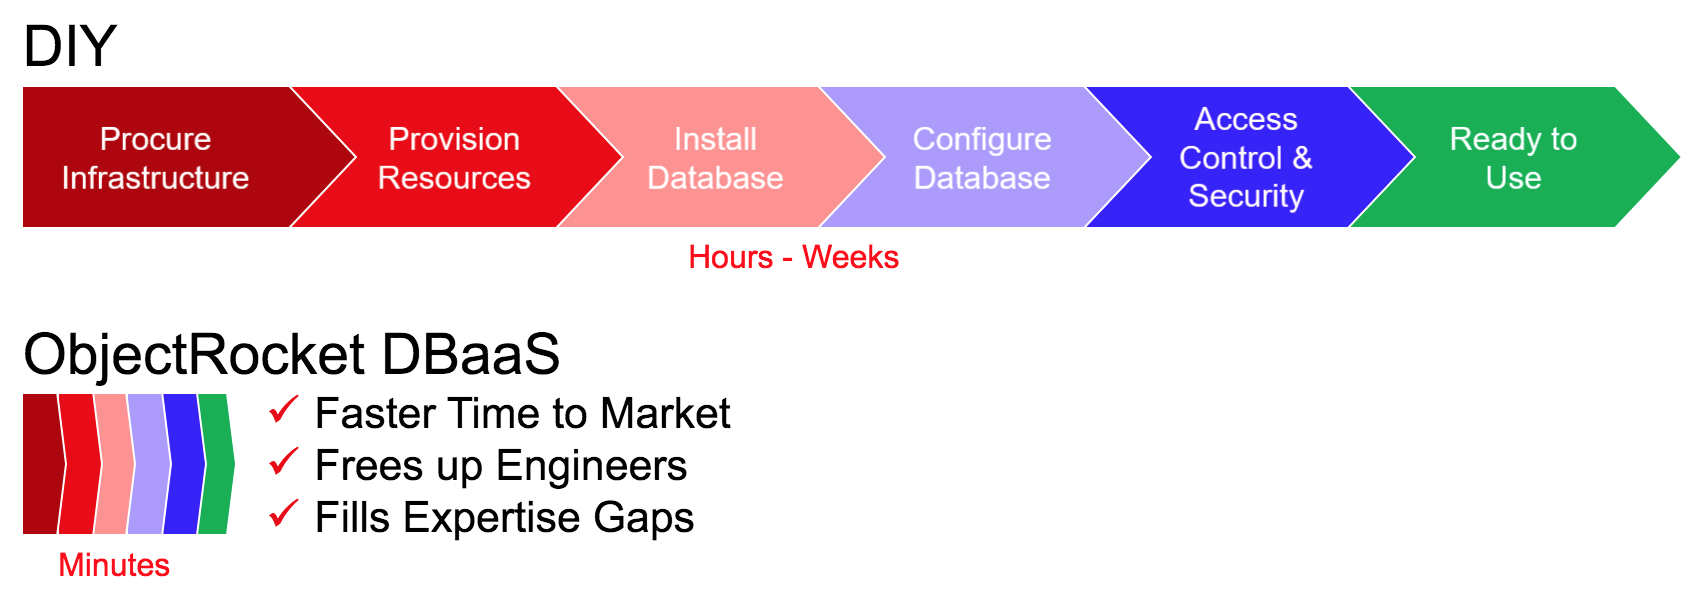 DIY
Procure
Infrastructure
Provision
Resources
Install
Database
Configure
Database
Access
Control &
Security
Ready to
Use
Hours - Weeks
ObjectRocket DBaaS
✓ Faster Time to Market
✓ Frees up Engineers
✓ Fills Expertise Gaps
Minutes